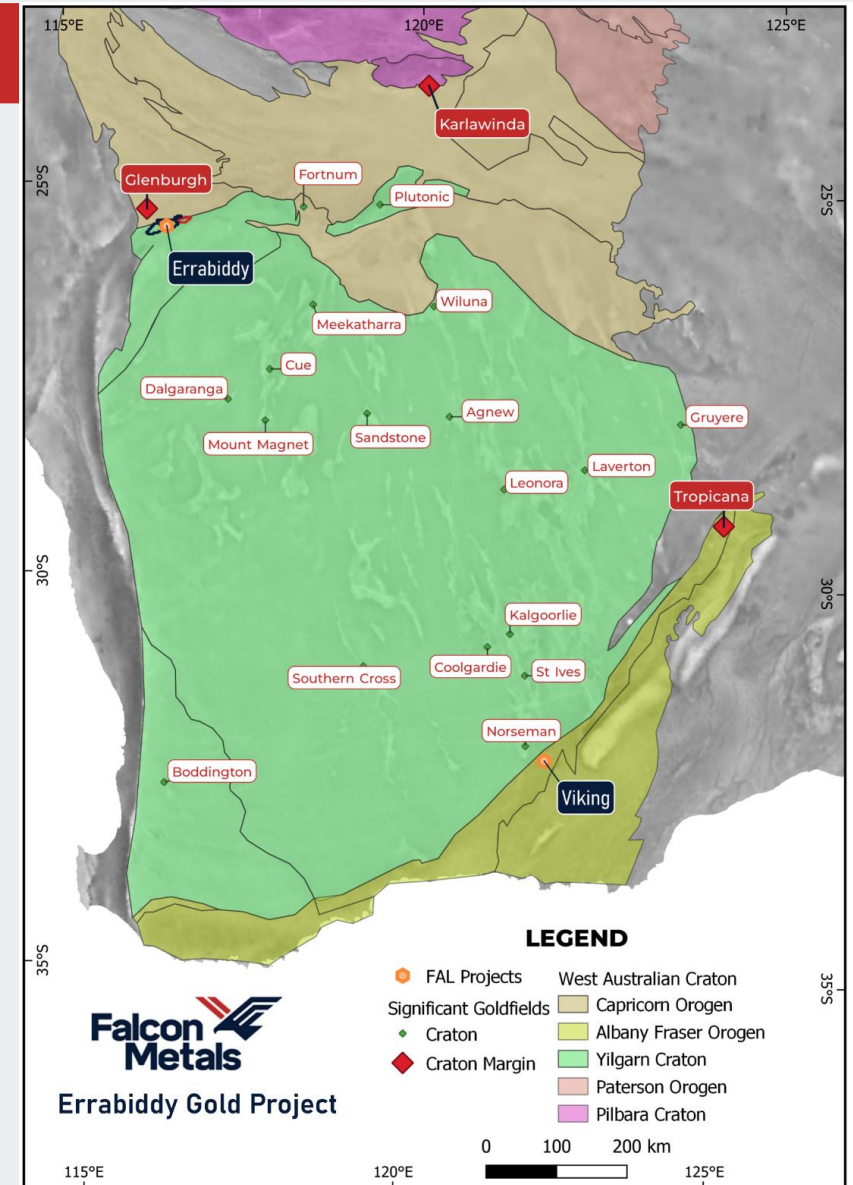 115°E
120°E
125°E
Karlawinda
25°S
25°S
Glenburgh
Fortnum
Plutonic
Errabiddy
Wiluna
Meekatharra
Cue
Dalgaranga
Agnew
Gruyere
Mount Magnet
Sandstone
Laverton
Leonora
Tropicana
30°S
30°S
Kalgoorlie
Coolgardie
St Ives
Southern Cross
Norseman
Boddington
Viking
LEGEND
35°S
35°S
FAL Projects
Significant Goldfields
Craton
Craton Margin
West Australian Craton
Capricorn Orogen
Albany Fraser Orogen
Yilgarn Craton
Paterson Orogen
Pilbara Craton
Falcon
Metals
Errabiddy Gold Project
0 100 200 km
115°E
120°E
125°E